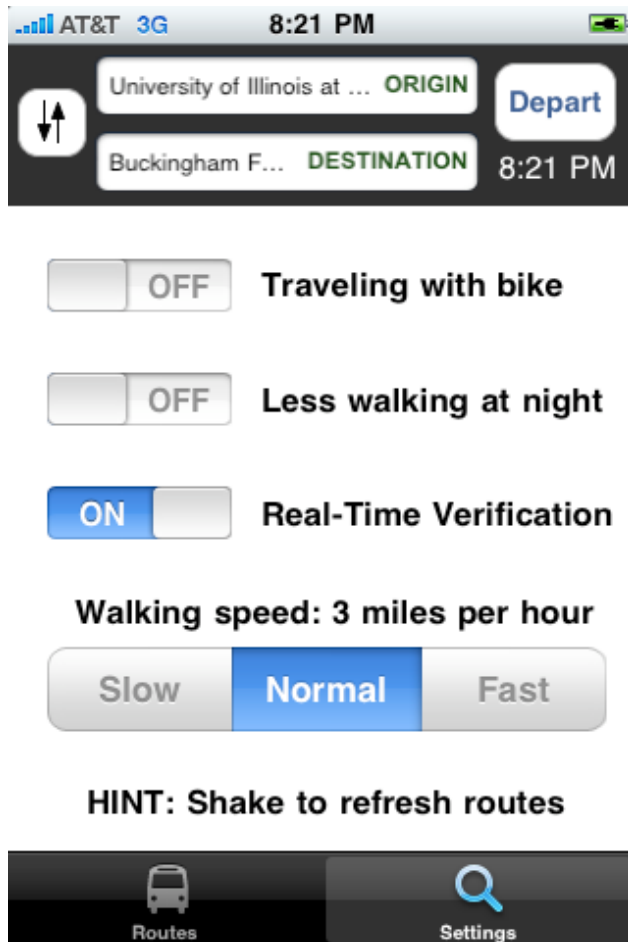 AT&T 3G 8:21 PM
University of Illinois at ... ORIGIN
Depart
Buckingham F... DESTINATION
8:21 PM
OFF Traveling with bike
OFF Less walking at night
ON Real-Time Verification
Walking speed: 3 miles per hour
Slow Normal Fast
HINT: Shake to refresh routes
Routes Settings